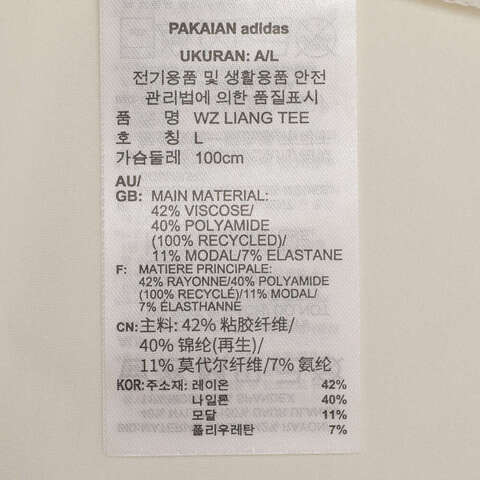 PAKAIAN adidas
UKURAN: A/L
전기용품 및 생활용품 안전
관리법에 의한 품질표시
품 명 WZ LIANG TEE
호 칭 L
가슴둘레 100cm
AU/
GB: MAIN MATERIAL:
42% VISCOSE/
40% POLYAMIDE
(100% RECYCLED)/
11% MODAL/7% ELASTANE
F: MATIERE PRINCIPALE:
42% RAYONNE/40% POLYAMIDE
(100% RECYCLÉ)/11% MODAL/
7% ÉLASTHANNE
CN: 主料: 42% 粘胶纤维/
40% 锦纶(再生)/
11% 莫代尔纤维/7% 氨纶
KOR: 주소재: 레이온 42%
나일론 40%
모달 11%
폴리우레탄 7%